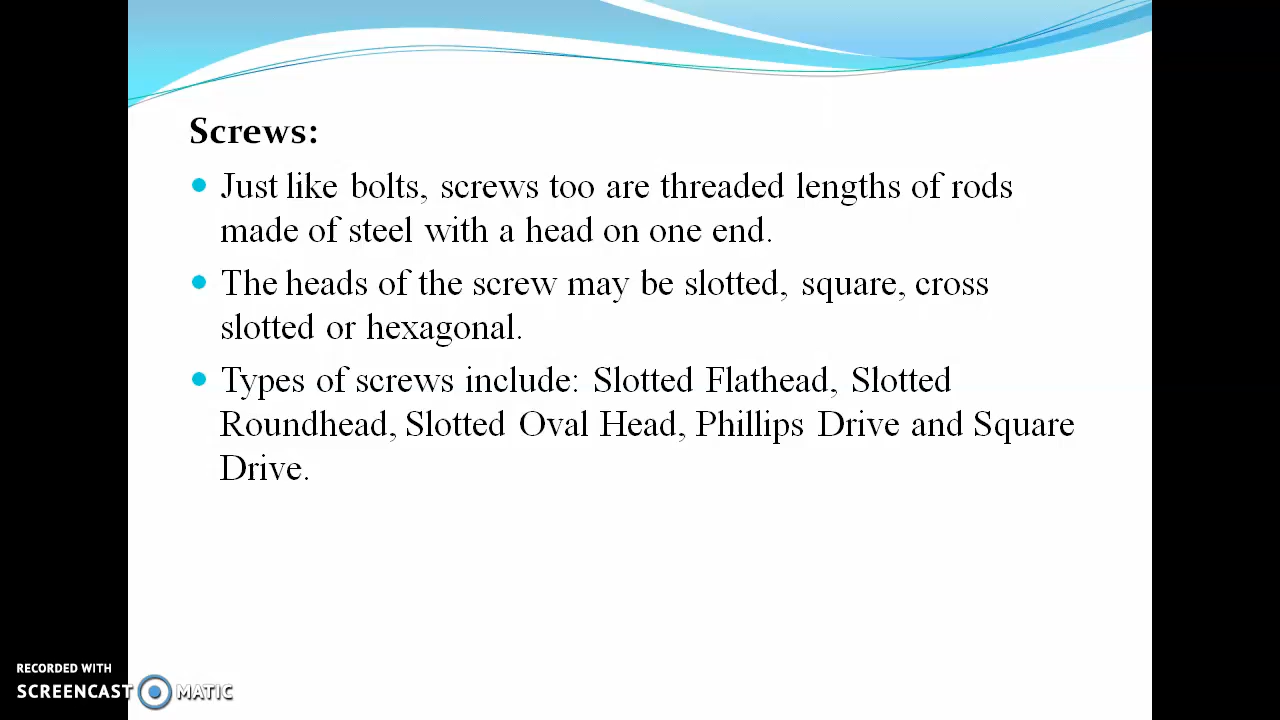 Screws:
Just like bolts, screws too are threaded lengths of rods
made of steel with a head on one end.
The heads of the screw may be slotted, square, cross
slotted or hexagonal.
Types of screws include: Slotted Flathead, Slotted
Roundhead, Slotted Oval Head, Phillips Drive and Square
Drive.
RECORDED WITH
SCREENCAST MATIC